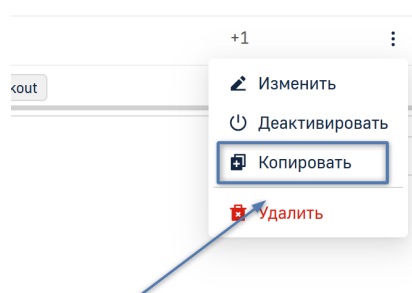 +1
kout
Изменить
Деактивировать
Копировать
Удалить